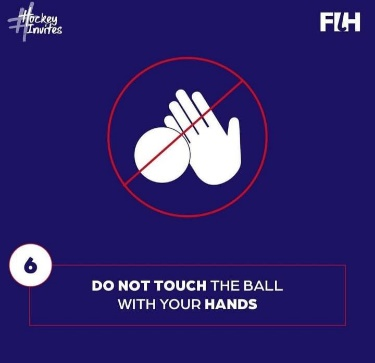 #Hockey
Invites
FIH
6
DO NOT TOUCH THE BALL
WITH YOUR HANDS